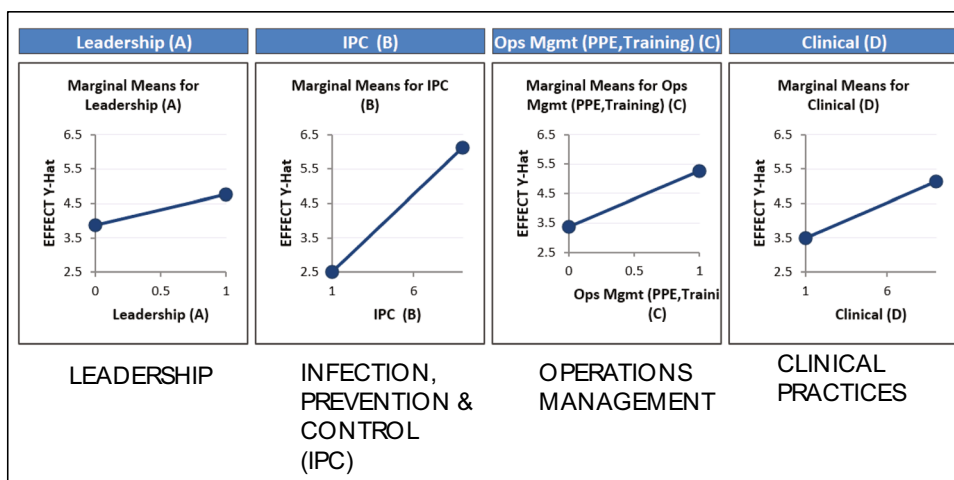 Leadership (A)
IPC (B)
Ops Mgmt (PPE,Training) (C)
Clinical (D)
Marginal Means for
Leadership (A)
EFFECT Y-Hat
6.5
5.5
4.5
3.5
2.5
0
0.5
1
Leadership (A)
Marginal Means for IPC
(B)
EFFECT Y-Hat
6.5
5.5
4.5
3.5
2.5
1
6
IPC (B)
Marginal Means for Ops
Mgmt (PPE,Training) (C)
EFFECT Y-Hat
6.5
5.5
4.5
3.5
2.5
0
0.5
1
Ops Mgmt (PPE,Traini
(C)
Marginal Means for
Clinical (D)
EFFECT Y-Hat
6.5
5.5
4.5
3.5
2.5
1
6
Clinical (D)
LEADERSHIP
INFECTION,
PREVENTION &
CONTROL
(IPC)
OPERATIONS
MANAGEMENT
CLINICAL
PRACTICES